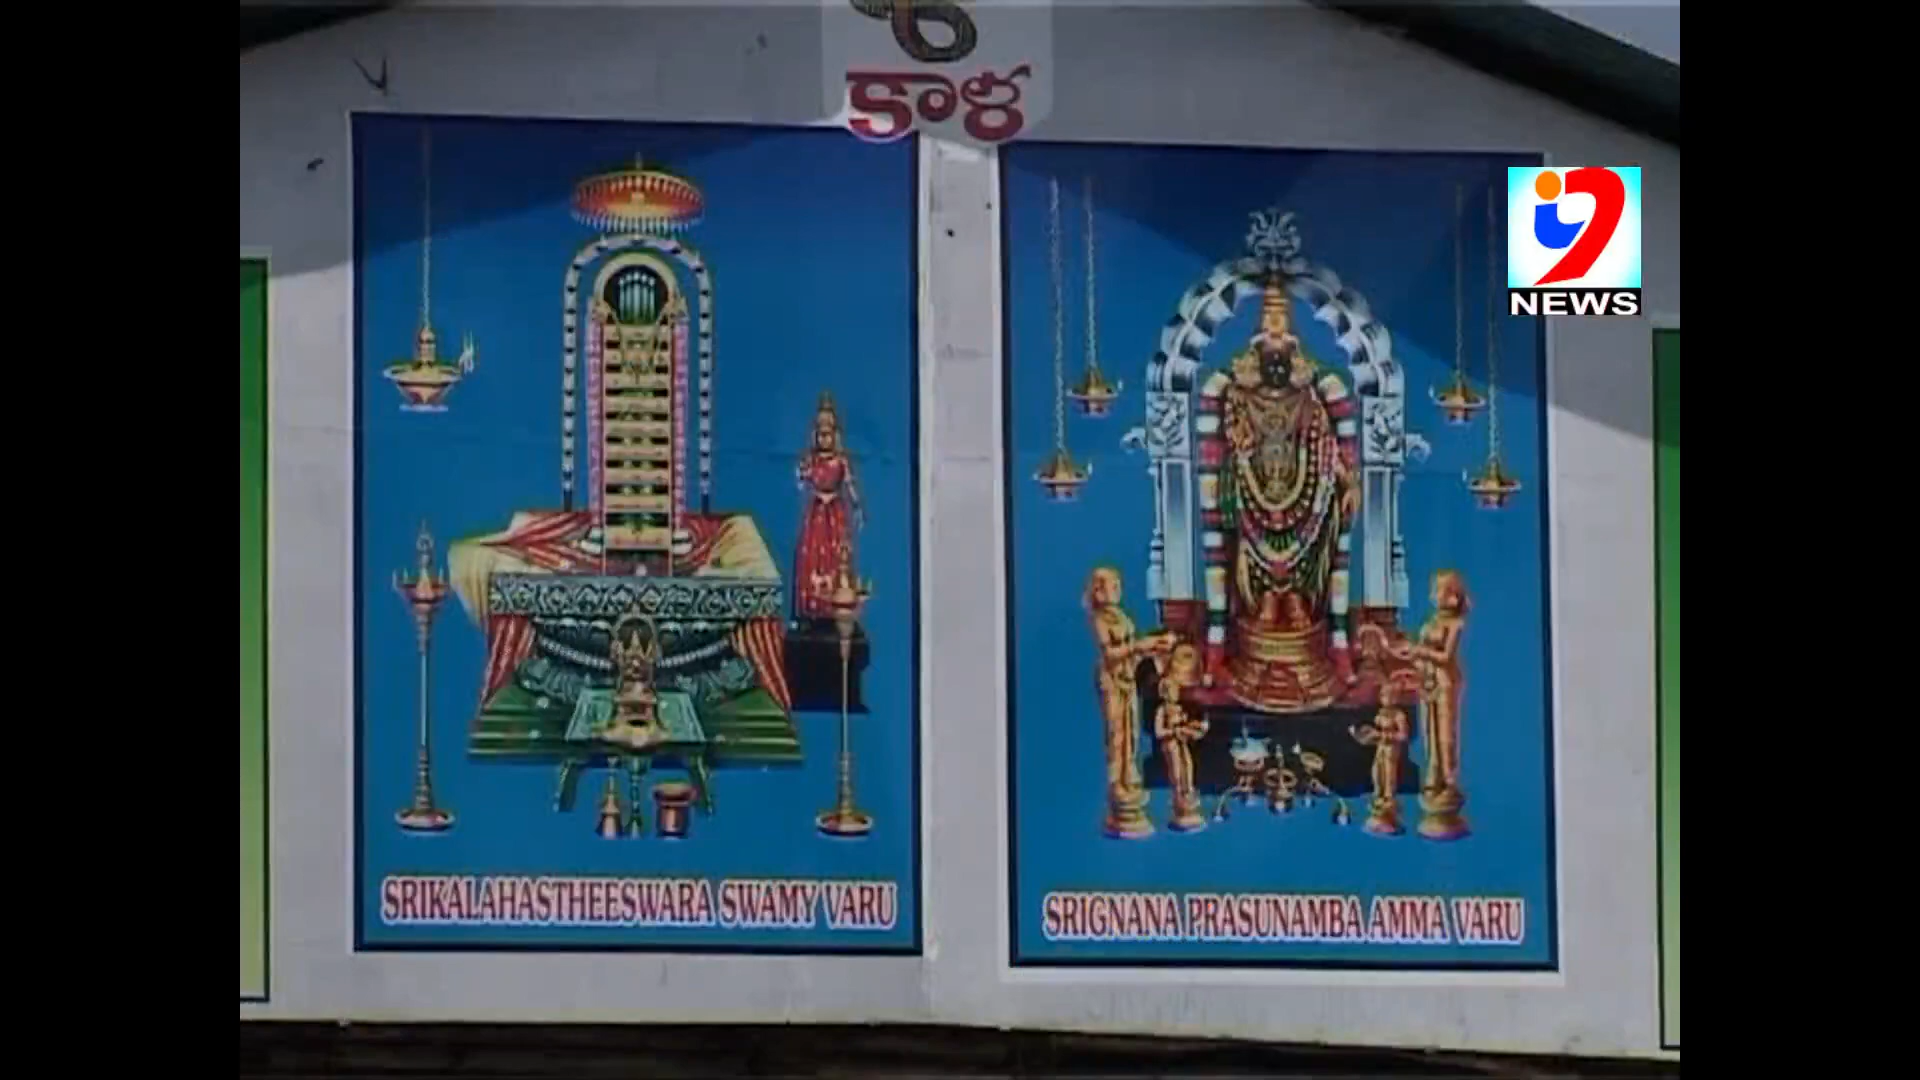 కాళ
SRIKALAHASTHEESWARA SWAMY VARU
SRIGNANA PRASUNAMBA AMMA VARU
NEWS